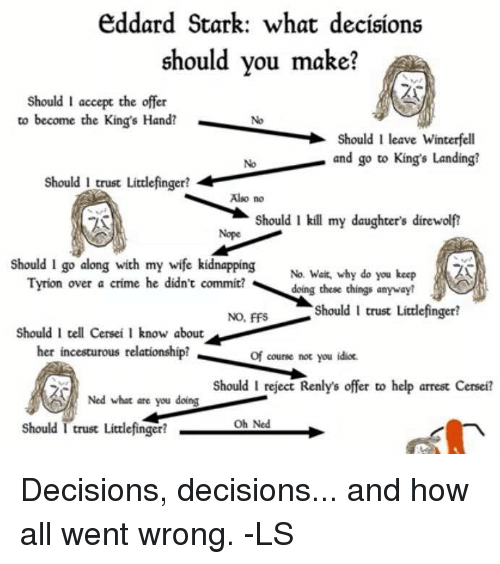 Eddard Stark: what decisions
should you make?
Should I accept the offer
to become the King's Hand?
No
Should I leave Winterfell
and go to King's Landing?
No
Should I trust Littlefinger?
Also no
Should I kill my daughter's direwolf?
Nope
Should I go along with my wife kidnapping
Tyrion over a crime he didn't commit?
No. Wait, why do you keep
doing these things anyway?
Should I trust Littlefinger?
NO, FFS
Should I tell Cersei I know about
her incesturous relationship?
Of course not you idiot.
Should I reject Renly's offer to help arrest Cersei?
Ned what are you doing
Should I trust Littlefinger?
Oh Ned
Decisions, decisions... and how
all went wrong. -LS